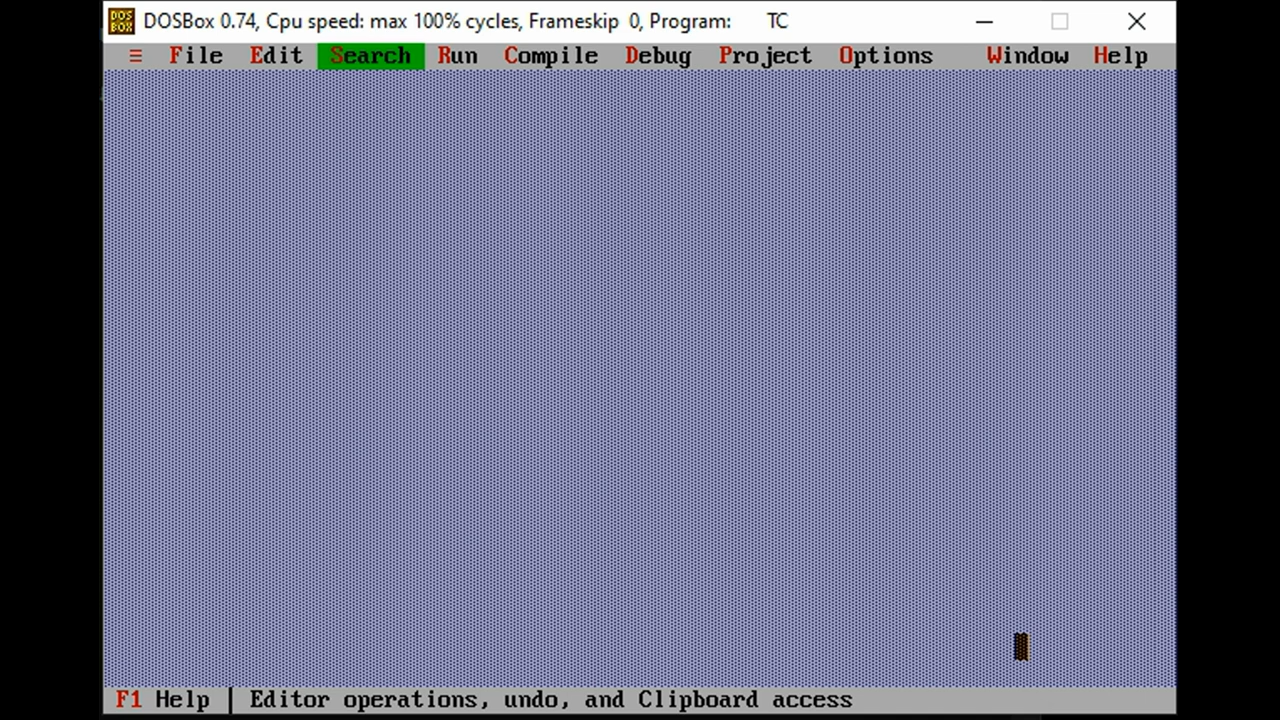 DOSBox 0.74, Cpu speed: max 100% cycles, Frameskip 0, Program: TC
≡ File Edit Search Run Compile Debug Project Options Window Help
F1 Help | Editor operations, undo, and Clipboard access